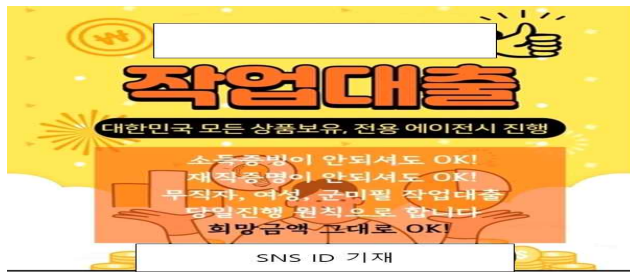 작업대출
대한민국 모든 상품보유, 전용 에이전시 진행
소득증빙이 안되셔도 OK!
재직증명이 안되셔도 OK!
무직자, 여성, 군미필 작업대출
당일진행 원칙으로 합니다
희망금액 그대로 OK!
SNS ID 기재